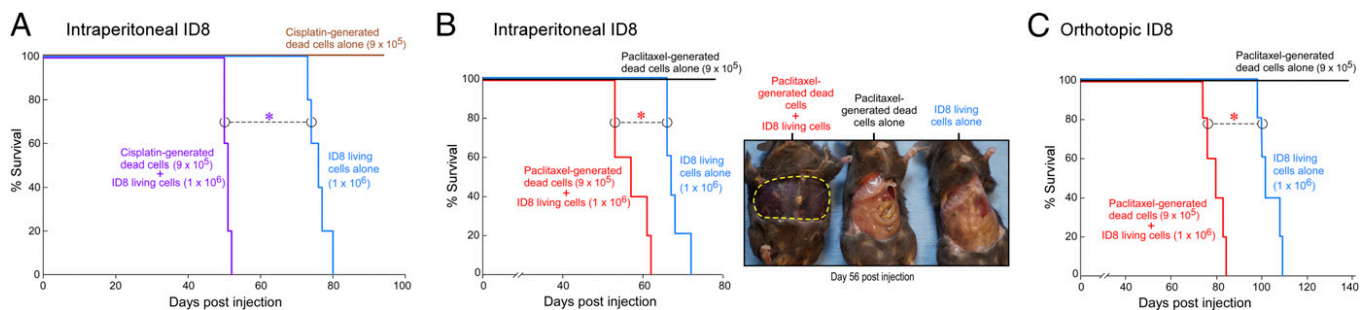 A Intraperitoneal ID8
Cisplatin-generated
dead cells alone (9 x 10⁵)
100
80
60
40
20
0
% Survival
*
Cisplatin-generated
dead cells (9 x 10⁵)
+
ID8 living cells (1 x 10⁶)
ID8 living
cells alone
(1 x 10⁶)
0 20 40 60 80 100
Days post injection
B Intraperitoneal ID8
Paclitaxel-generated
dead cells alone (9 x 10⁵)
100
80
60
40
20
0
% Survival
*
Paclitaxel-generated
dead cells (9 x 10⁵)
+
ID8 living cells (1 x 10⁶)
ID8 living
cells alone
(1 x 10⁶)
0 40 60 80
Days post injection
Paclitaxel-
generated dead
cells
+
ID8 living cells
Paclitaxel-
generated dead
cells alone
ID8 living
cells alone
Day 56 post injection
C Orthotopic ID8
Paclitaxel-generated
dead cells alone (9 x 10⁵)
100
80
60
40
20
0
% Survival
*
Paclitaxel-generated
dead cells (9 x 10⁵)
+
ID8 living cells (1 x 10⁶)
ID8 living
cells alone
(1 x 10⁶)
0 40 60 80 100 120 140
Days post injection